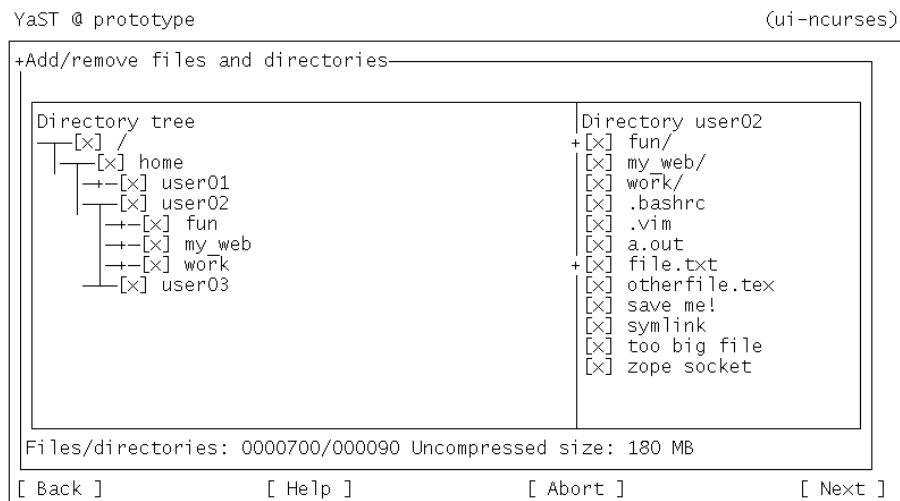 YaST @ prototype (ui-ncurses)
+Add/remove files and directories
Directory tree
[x] /
[x] home
+-[x] user01
[x] user02
+-[x] fun
+-[x] my_web
+-[x] work
[x] user03
Directory user02
+[x] fun/
[x] my_web/
[x] work/
[x] .bashrc
[x] .vim
[x] a.out
+[x] file.txt
[x] otherfile.tex
[x] save me!
[x] symlink
[x] too big file
[x] zope socket
Files/directories: 0000700/000090 Uncompressed size: 180 MB
[ Back ] [ Help ] [ Abort ] [ Next ]